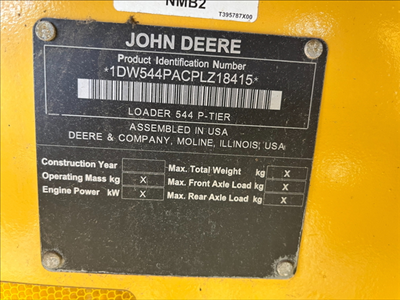 NMB2
T395787X00
JOHN DEERE
Product Identification Number
*1DW544PACPLZ18415*
LOADER 544 P-TIER
ASSEMBLED IN USA
DEERE & COMPANY, MOLINE, ILLINOIS, USA
Construction Year
Max. Total Weight kg X
Operating Mass kg X
Max. Front Axle Load kg X
Engine Power kW X
Max. Rear Axle Load kg X